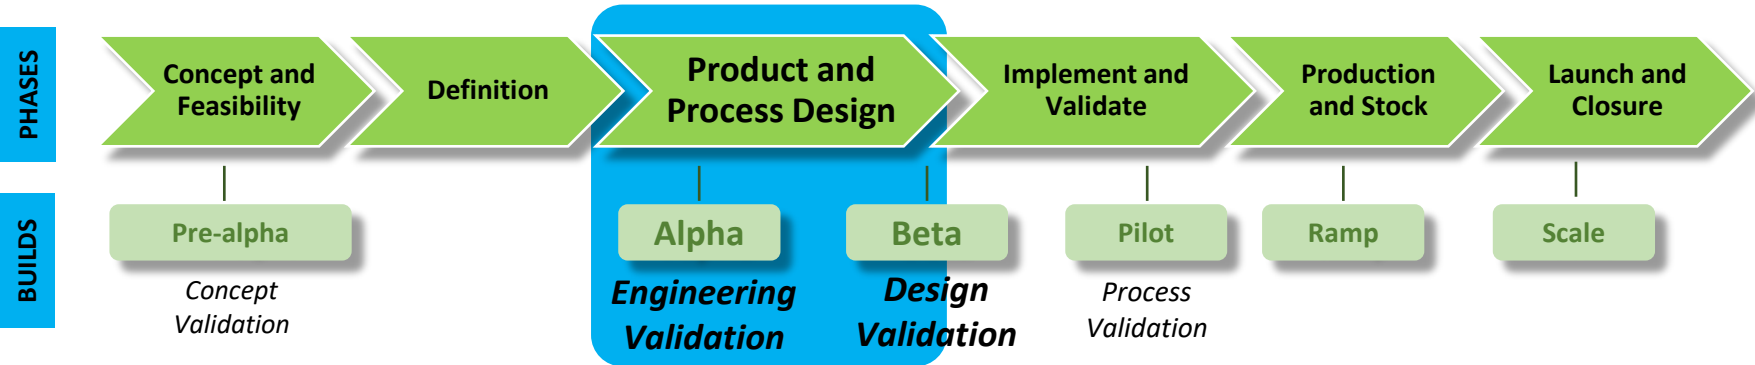 PHASES
Concept and
Feasibility
Definition
Product and
Process Design
Implement and
Validate
Production
and Stock
Launch and
Closure
BUILDS
Pre-alpha
Concept
Validation
Alpha
Engineering
Validation
Beta
Design
Validation
Pilot
Process
Validation
Ramp
Scale